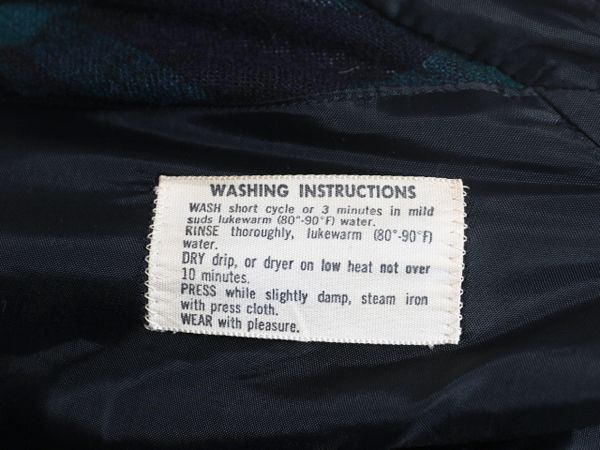 WASHING INSTRUCTIONS
WASH short cycle or 3 minutes in mild
suds lukewarm (80°-90°F) water.
RINSE thoroughly, lukewarm (80°-90°F)
water.
DRY drip, or dryer on low heat not over
10 minutes.
PRESS while slightly damp, steam iron
with press cloth.
WEAR with pleasure.